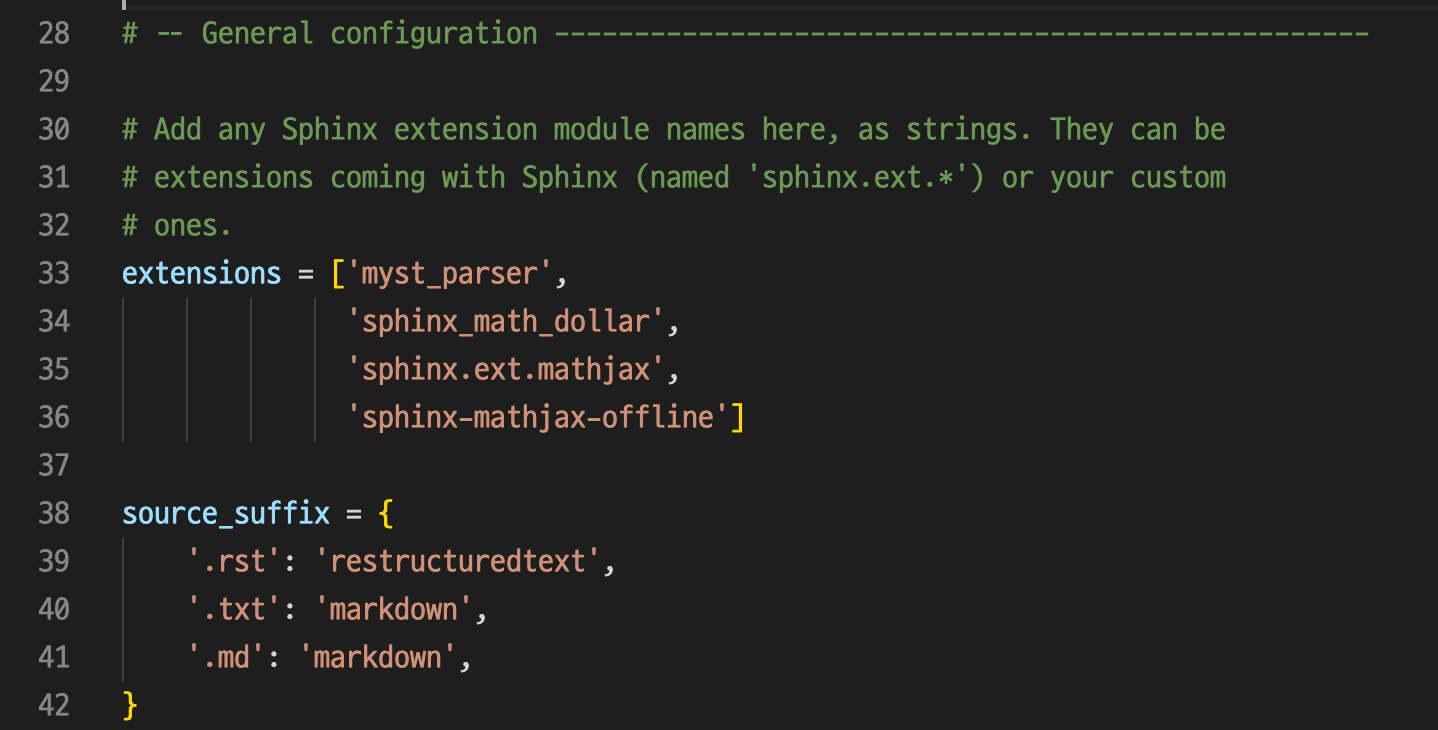 28 # -- General configuration ---------------------------------------------------
29
30 # Add any Sphinx extension module names here, as strings. They can be
31 # extensions coming with Sphinx (named 'sphinx.ext.*') or your custom
32 # ones.
33 extensions = ['myst_parser',
34 'sphinx_math_dollar',
35 'sphinx.ext.mathjax',
36 'sphinx-mathjax-offline']
37
38 source_suffix = {
39 '.rst': 'restructuredtext',
40 '.txt': 'markdown',
41 '.md': 'markdown',
42 }